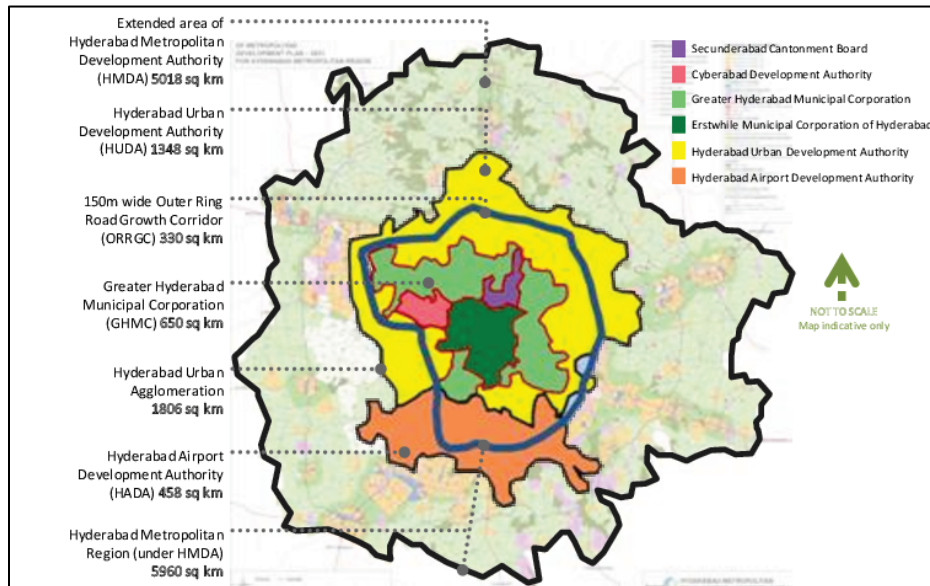 Extended area of
Hyderabad Metropolitan
Development Authority
(HMDA) 5018 sq km
Hyderabad Urban
Development Authority
(HUDA) 1348 sq km
150m wide Outer Ring
Road Growth Corridor
(ORRGC) 330 sq km
Greater Hyderabad
Municipal Corporation
(GHMC) 650 sq km
Hyderabad Urban
Agglomeration
1806 sq km
Hyderabad Airport
Development Authority
(HADA) 458 sq km
Hyderabad Metropolitan
Region (under HMDA)
5960 sq km
Secunderabad Cantonment Board
Cyberabad Development Authority
Greater Hyderabad Municipal Corporation
Erstwhile Municipal Corporation of Hyderabad
Hyderabad Urban Development Authority
Hyderabad Airport Development Authority
NOT TO SCALE
Map indicative only
HYDERABAD METROPOLITAN